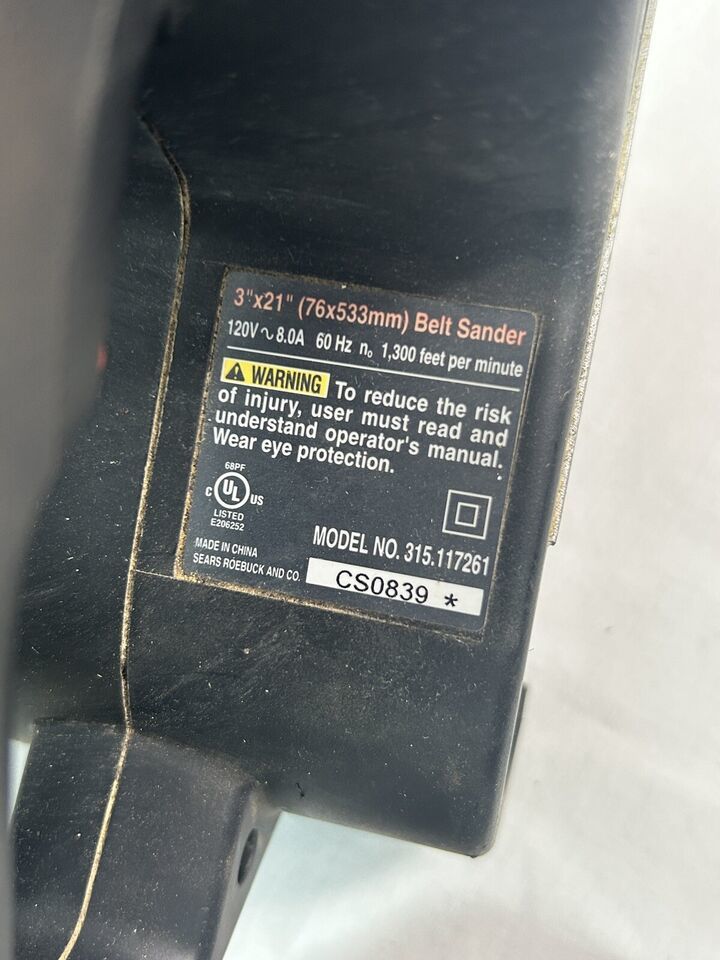 3"x21" (76x533mm) Belt Sander
120V ~ 8.0A 60 Hz n₀ 1,300 feet per minute
WARNING To reduce the risk
of injury, user must read and
understand operator's manual.
Wear eye protection.
68PF
C UL US
LISTED
E206252
MODEL NO. 315.117261
MADE IN CHINA
SEARS ROEBUCK AND CO.
CS0839 *